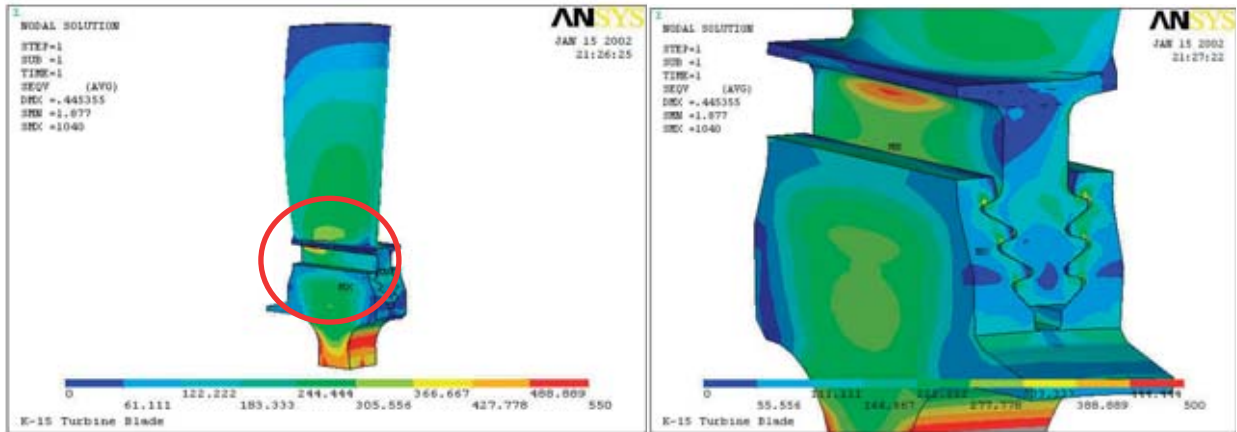 1
NODAL SOLUTION
STEP=1
SUB =1
TIME=1
SEQV (AVG)
DMX =.445355
SMN =1.877
SMX =1040
ANSYS
JAN 15 2002
21:26:25
MX
0 122.222 244.444 366.667 488.889
61.111 183.333 305.556 427.778 550
K-15 Turbine Blade
1
NODAL SOLUTION
STEP=1
SUB =1
TIME=1
SEQV (AVG)
DMX =.445355
SMN =1.877
SMX =1040
ANSYS
JAN 15 2002
21:27:22
0
55.556 166.667 277.778 388.889 500
K-15 Turbine Blade